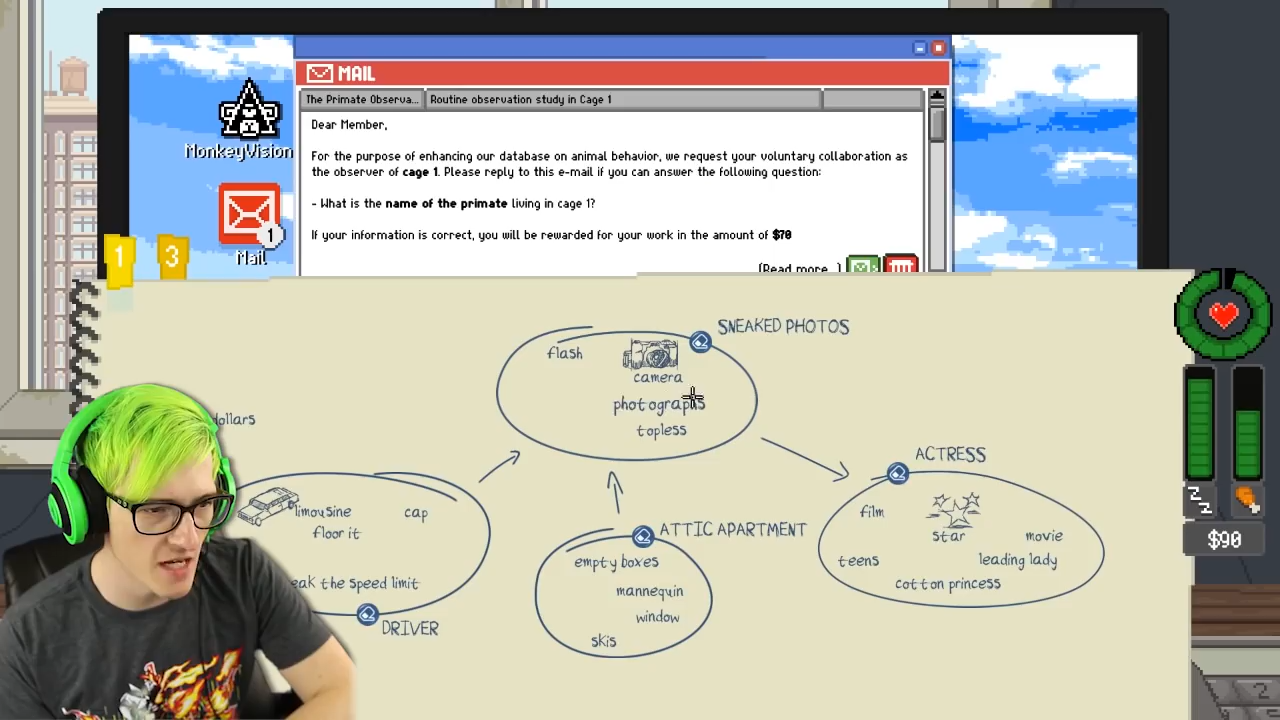 MAIL
The Primate Observa...
Routine observation study in Cage 1
Dear Member,
For the purpose of enhancing our database on animal behavior, we request your voluntary collaboration as
the observer of cage 1. Please reply to this e-mail if you can answer the following question:
- What is the name of the primate living in cage 1?
If your information is correct, you will be rewarded for your work in the amount of $70
(Read more...)
MonkeyVision
1
Mail
1
3
SNEAKED PHOTOS
flash
camera
photographs
topless
dollars
ACTRESS
film
star
movie
teens
leading lady
cotton princess
limousine
cap
floor it
eak the speed limit
DRIVER
ATTIC APARTMENT
empty boxes
mannequin
window
skis
$90
2